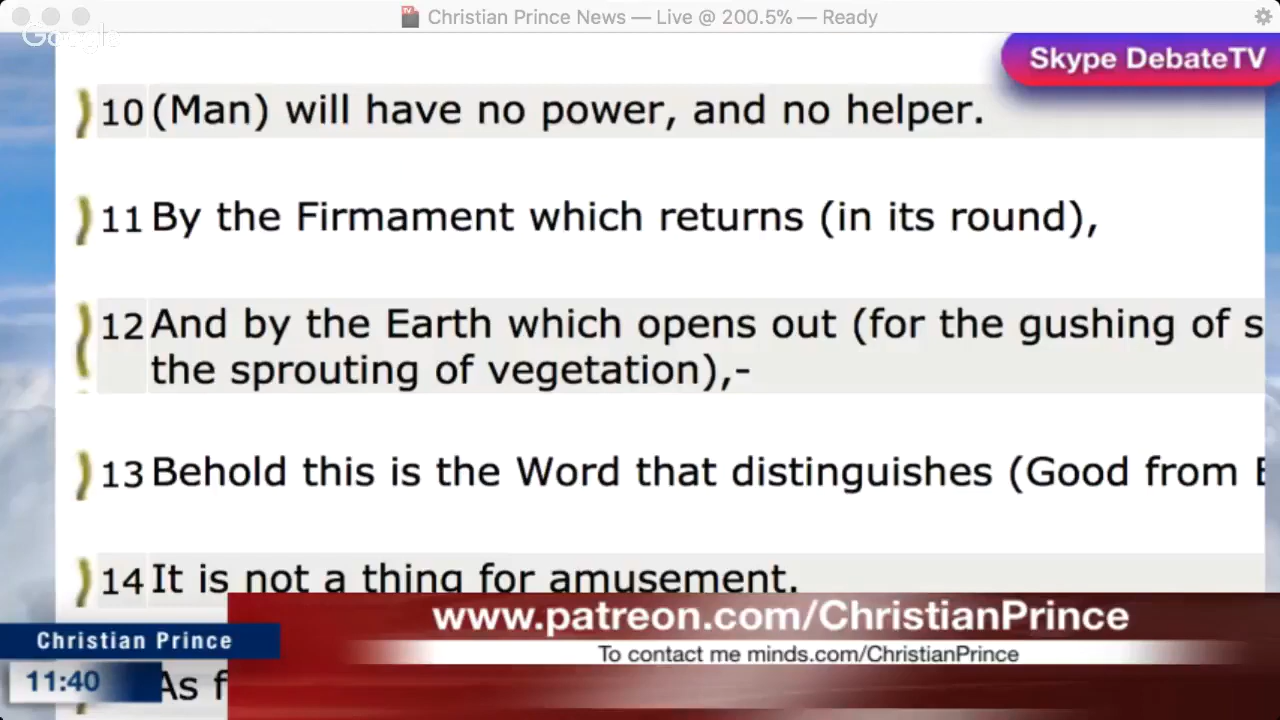 Christian Prince News — Live @ 200.5% — Ready
Google
Skype DebateTV
10 (Man) will have no power, and no helper.
11 By the Firmament which returns (in its round),
12 And by the Earth which opens out (for the gushing of s
the sprouting of vegetation),-
13 Behold this is the Word that distinguishes (Good from E
14 It is not a thing for amusement.
www.patreon.com/ChristianPrince
Christian Prince
To contact me minds.com/ChristianPrince
11:40
As f